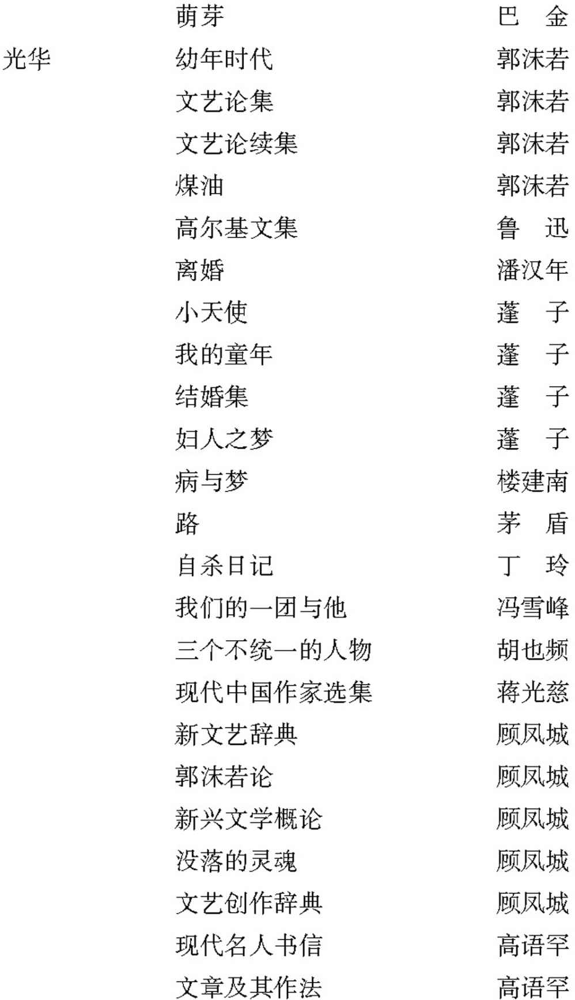 萌芽 巴 金
光华 幼年时代 郭沫若
文艺论集 郭沫若
文艺论续集 郭沫若
煤油 郭沫若
高尔基文集 鲁 迅
离婚 潘汉年
小天使 蓬 子
我的童年 蓬 子
结婚集 蓬 子
妇人之梦 蓬 子
病与梦 楼建南
路 茅 盾
自杀日记 丁 玲
我们的一团与他 冯雪峰
三个不统一的人物 胡也频
现代中国作家选集 蒋光慈
新文艺辞典 顾凤城
郭沫若论 顾凤城
新兴文学概论 顾凤城
没落的灵魂 顾凤城
文艺创作辞典 顾凤城
现代名人书信 高语罕
文章及其作法 高语罕